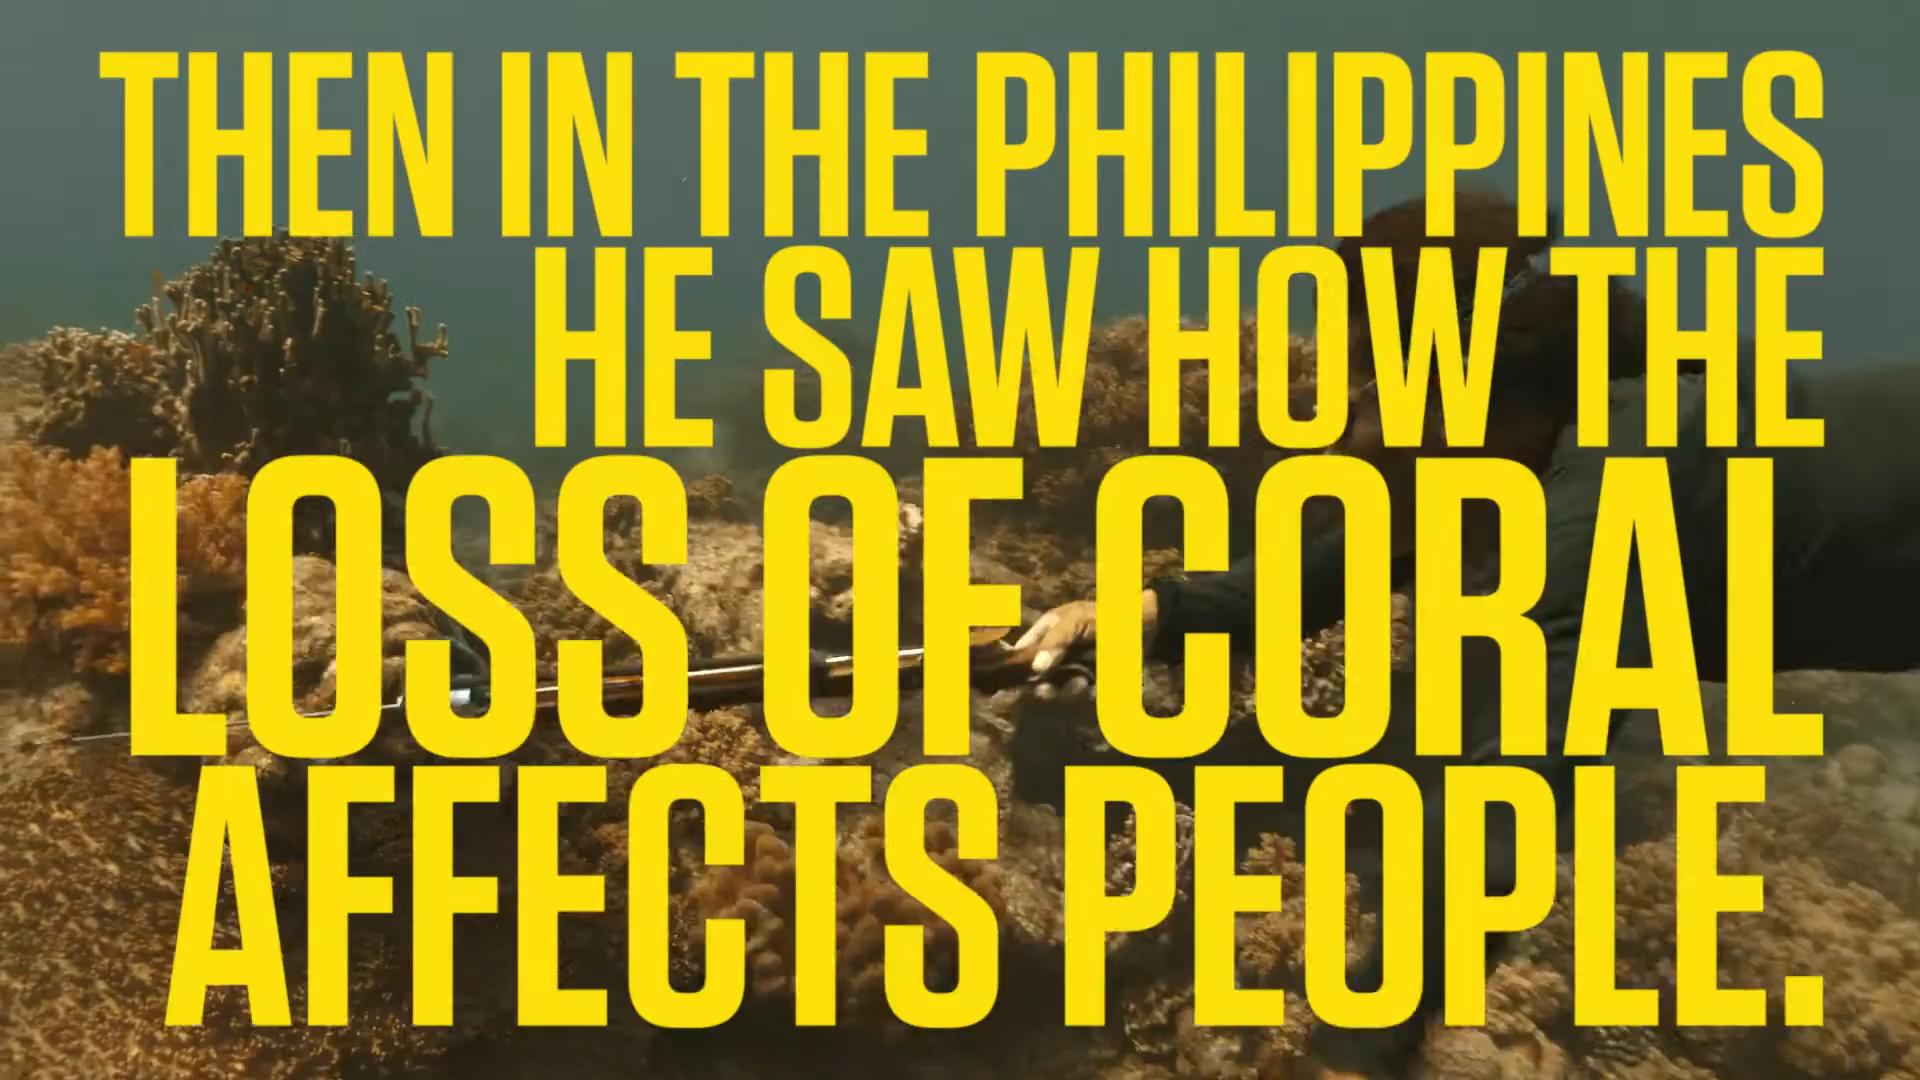 THEN IN THE PHILIPPINES
HE SAW HOW THE
LOSS OF CORAL
AFFECTS PEOPLE.